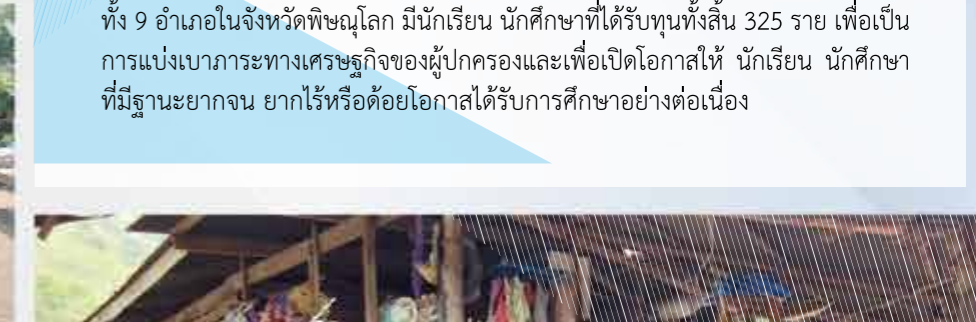 ทั้ง 9 อำเภอในจังหวัดพิษณุโลก มีนักเรียน นักศึกษาที่ได้รับทุนทั้งสิ้น 325 ราย เพื่อเป็น
การแบ่งเบาภาระทางเศรษฐกิจของผู้ปกครองและเพื่อเปิดโอกาสให้ นักเรียน นักศึกษา
ที่มีฐานะยากจน ยากไร้หรือด้อยโอกาสได้รับการศึกษาอย่างต่อเนื่อง